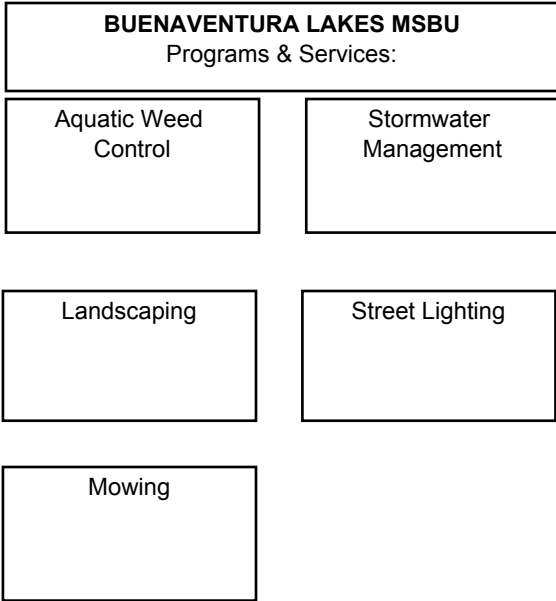 BUENAVENTURA LAKES MSBU
Programs & Services:
Aquatic Weed
Control
Stormwater
Management
Landscaping
Street Lighting
Mowing